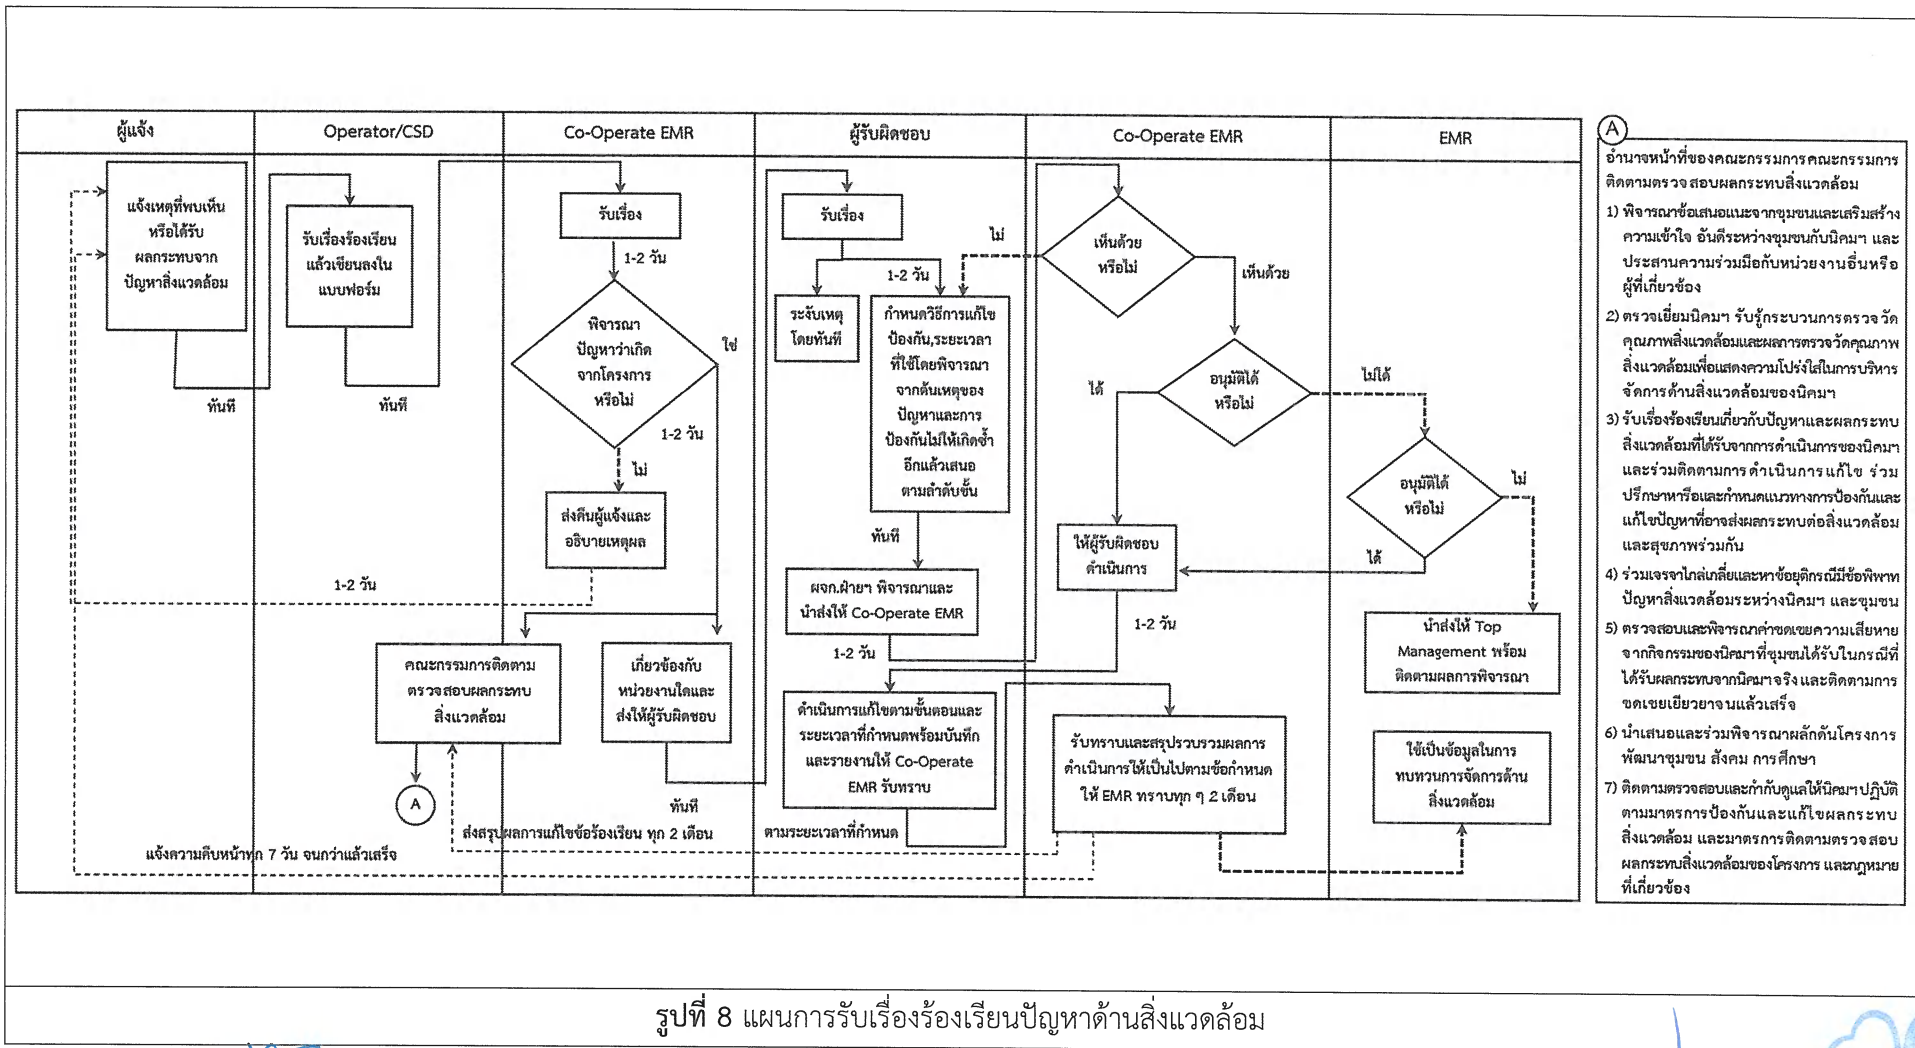 ผู้แจ้ง
Operator/CSD
Co-Operate EMR
ผู้รับผิดชอบ
Co-Operate EMR
EMR
แจ้งเหตุที่พบเห็น
หรือได้รับ
ผลกระทบจาก
ปัญหาสิ่งแวดล้อม
ทันที
รับเรื่องร้องเรียน
แล้วเขียนลงใน
แบบฟอร์ม
ทันที
รับเรื่อง
1-2 วัน
พิจารณา
ปัญหาว่าเกิด
จากโครงการ
หรือไม่
ใช่
1-2 วัน
ไม่
ส่งคืนผู้แจ้งและ
อธิบายเหตุผล
1-2 วัน
คณะกรรมการติดตาม
ตรวจสอบผลกระทบ
สิ่งแวดล้อม
A
เกี่ยวข้องกับ
หน่วยงานใดและ
ส่งให้ผู้รับผิดชอบ
ทันที
รับเรื่อง
1-2 วัน
ระงับเหตุ
โดยทันที
กำหนดวิธีการแก้ไข
ป้องกัน,ระยะเวลา
ที่ใช้โดยพิจารณา
จากต้นเหตุของ
ปัญหาและการ
ป้องกันไม่ให้เกิดซ้ำ
อีกแล้วเสนอ
ตามลำดับขั้น
ทันที
ผจก.ฝ่ายฯ พิจารณาและ
นำส่งให้ Co-Operate EMR
1-2 วัน
ดำเนินการแก้ไขตามขั้นตอนและ
ระยะเวลาที่กำหนดพร้อมบันทึก
และรายงานให้ Co-Operate
EMR รับทราบ
ตามระยะเวลาที่กำหนด
เห็นด้วย
หรือไม่
ไม่
เห็นด้วย
อนุมัติได้
หรือไม่
ได้
ไม่ได้
ให้ผู้รับผิดชอบ
ดำเนินการ
1-2 วัน
รับทราบและสรุปรวบรวมผลการ
ดำเนินการให้เป็นไปตามข้อกำหนด
ให้ EMR ทราบทุก ๆ 2 เดือน
อนุมัติได้
หรือไม่
ไม่
ได้
นำส่งให้ Top
Management พร้อม
ติดตามผลการพิจารณา
ใช้เป็นข้อมูลในการ
ทบทวนการจัดการด้าน
สิ่งแวดล้อม
ส่งสรุปผลการแก้ไขข้อร้องเรียน ทุก 2 เดือน
แจ้งความคืบหน้าทุก 7 วัน จนกว่าแล้วเสร็จ
A
อำนาจหน้าที่ของคณะกรรมการคณะกรรมการ
ติดตามตรวจสอบผลกระทบสิ่งแวดล้อม
1) พิจารณาข้อเสนอแนะจากชุมชนและเสริมสร้าง
ความเข้าใจ อันดีระหว่างชุมชนกับนิคมฯ และ
ประสานความร่วมมือกับหน่วยงานอื่นหรือ
ผู้ที่เกี่ยวข้อง
2) ตรวจเยี่ยมนิคมฯ รับรู้กระบวนการตรวจวัด
คุณภาพสิ่งแวดล้อมและผลการตรวจวัดคุณภาพ
สิ่งแวดล้อมเพื่อแสดงความโปร่งใสในการบริหาร
จัดการด้านสิ่งแวดล้อมของนิคมฯ
3) รับเรื่องร้องเรียนเกี่ยวกับปัญหาและผลกระทบ
สิ่งแวดล้อมที่ได้รับจากการดำเนินการของนิคมฯ
และร่วมติดตามการดำเนินการแก้ไข ร่วม
ปรึกษาหารือและกำหนดแนวทางการป้องกันและ
แก้ไขปัญหาที่อาจส่งผลกระทบต่อสิ่งแวดล้อม
และสุขภาพร่วมกัน
4) ร่วมเจรจาไกล่เกลี่ยและหาข้อยุติกรณีมีข้อพิพาท
ปัญหาสิ่งแวดล้อมระหว่างนิคมฯ และชุมชน
5) ตรวจสอบและพิจารณาค่าชดเชยความเสียหาย
จากกิจกรรมของนิคมฯที่ชุมชนได้รับในกรณีที่
ได้รับผลกระทบจากนิคมฯจริง และติดตามการ
ชดเชยเยียวยาจนแล้วเสร็จ
6) นำเสนอและร่วมพิจารณาผลักดันโครงการ
พัฒนาชุมชน สังคม การศึกษา
7) ติดตามตรวจสอบและกำกับดูแลให้นิคมฯปฏิบัติ
ตามมาตรการป้องกันและแก้ไขผลกระทบ
สิ่งแวดล้อม และมาตรการติดตามตรวจสอบ
ผลกระทบสิ่งแวดล้อมของโครงการ และกฎหมาย
ที่เกี่ยวข้อง
รูปที่ 8 แผนการรับเรื่องร้องเรียนปัญหาด้านสิ่งแวดล้อม